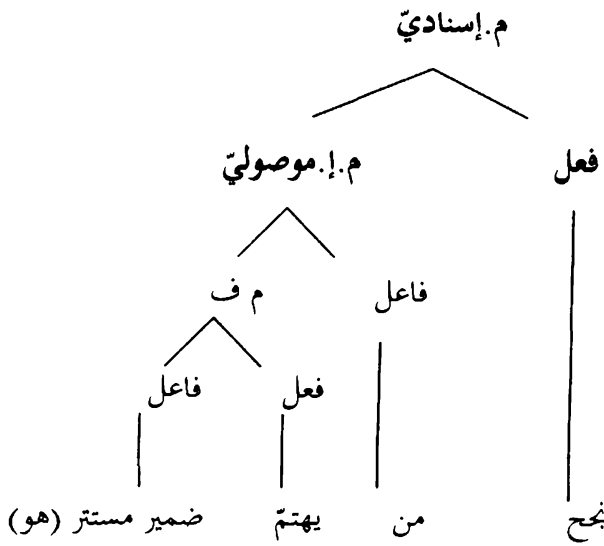 م.إسناديّ
فعل م.إ.موصوليّ
فاعل م ف
فعل فاعل
نجح من يهتمّ ضمير مستتر (هو)